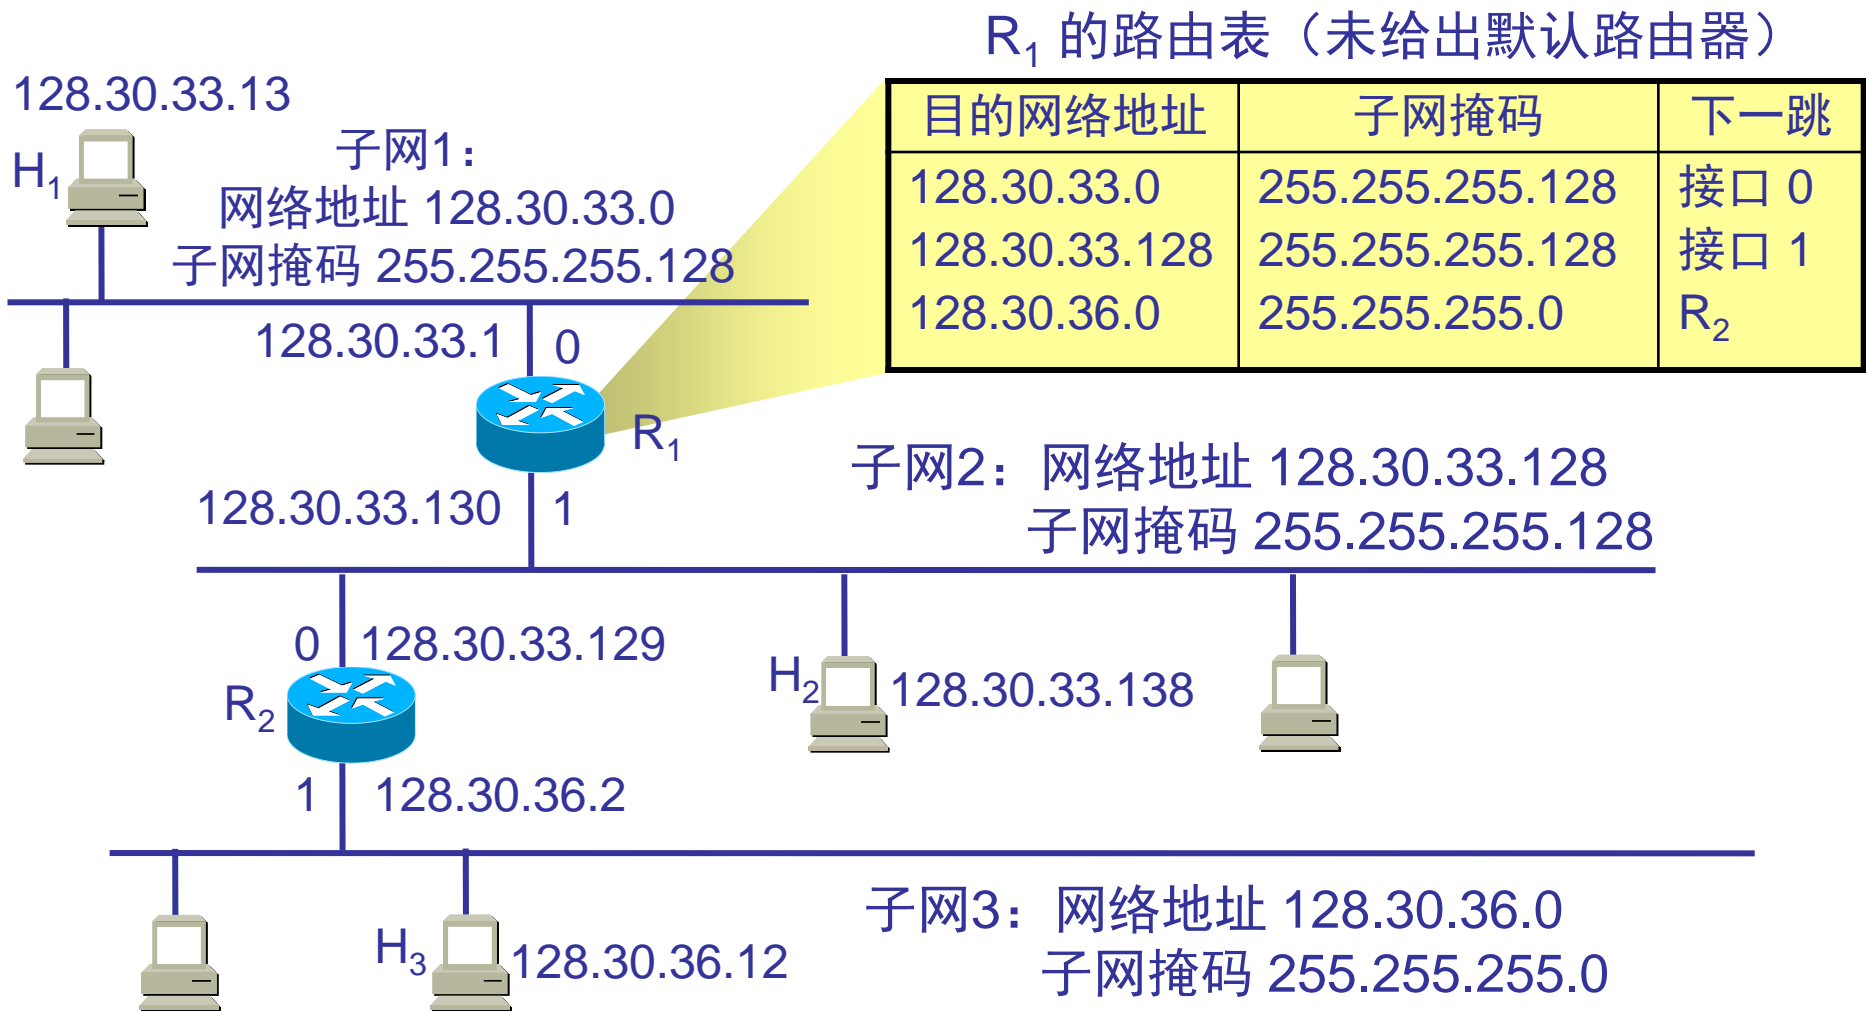 R1 的路由表（未给出默认路由器）
目的网络地址 子网掩码 下一跳
128.30.33.0 255.255.255.128 接口 0
128.30.33.128 255.255.255.128 接口 1
128.30.36.0 255.255.255.0 R2
128.30.33.13
H1
子网1：
网络地址 128.30.33.0
子网掩码 255.255.255.128
128.30.33.1 0
R1
128.30.33.130 1
子网2：网络地址 128.30.33.128
子网掩码 255.255.255.128
0 128.30.33.129
R2
H2 128.30.33.138
1 128.30.36.2
子网3：网络地址 128.30.36.0
子网掩码 255.255.255.0
H3 128.30.36.12